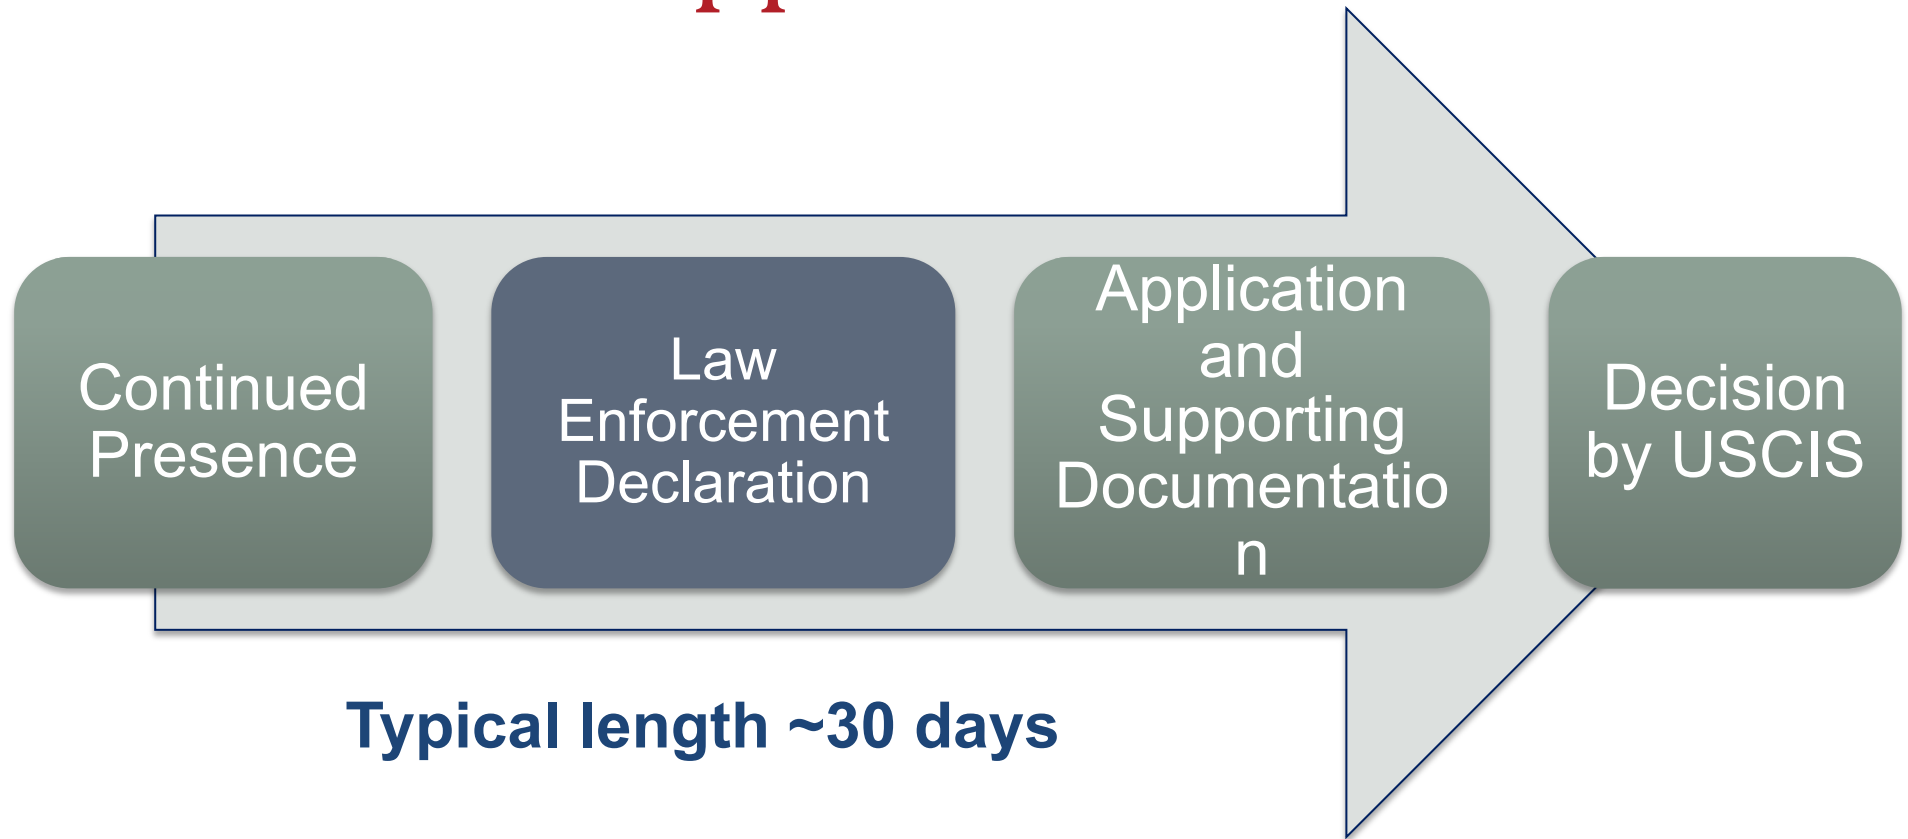 Continued
Presence
Law
Enforcement
Declaration
Application
and
Supporting
Documentatio
n
Decision
by USCIS
Typical length ~30 days